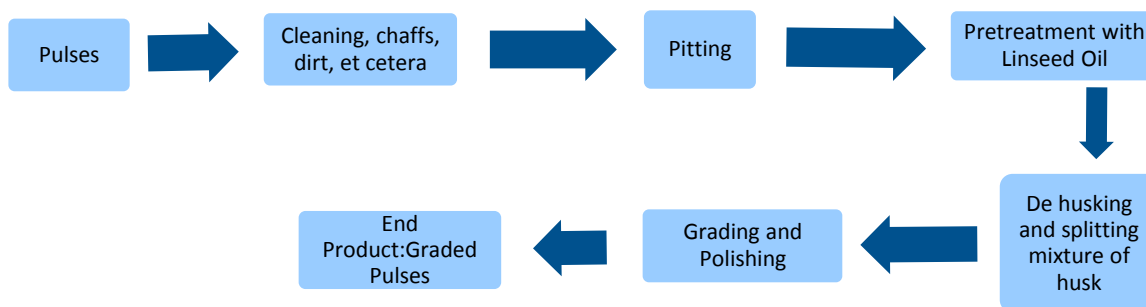 Pulses
Cleaning, chaffs,
dirt, et cetera
Pitting
Pretreatment with
Linseed Oil
De husking
and splitting
mixture of
husk
Grading and
Polishing
End
Product:Graded
Pulses